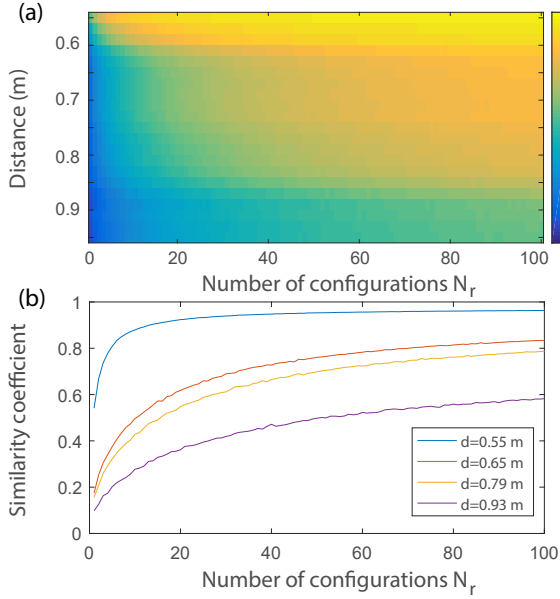 (a)
0.6
0.7
0.8
0.9
Distance (m)
0 20 40 60 80 100
Number of configurations Nr
(b)
1
0.8
0.6
0.4
0.2
0
Similarity coefficient
d=0.55 m
d=0.65 m
d=0.79 m
d=0.93 m
0 20 40 60 80 100
Number of configurations Nr